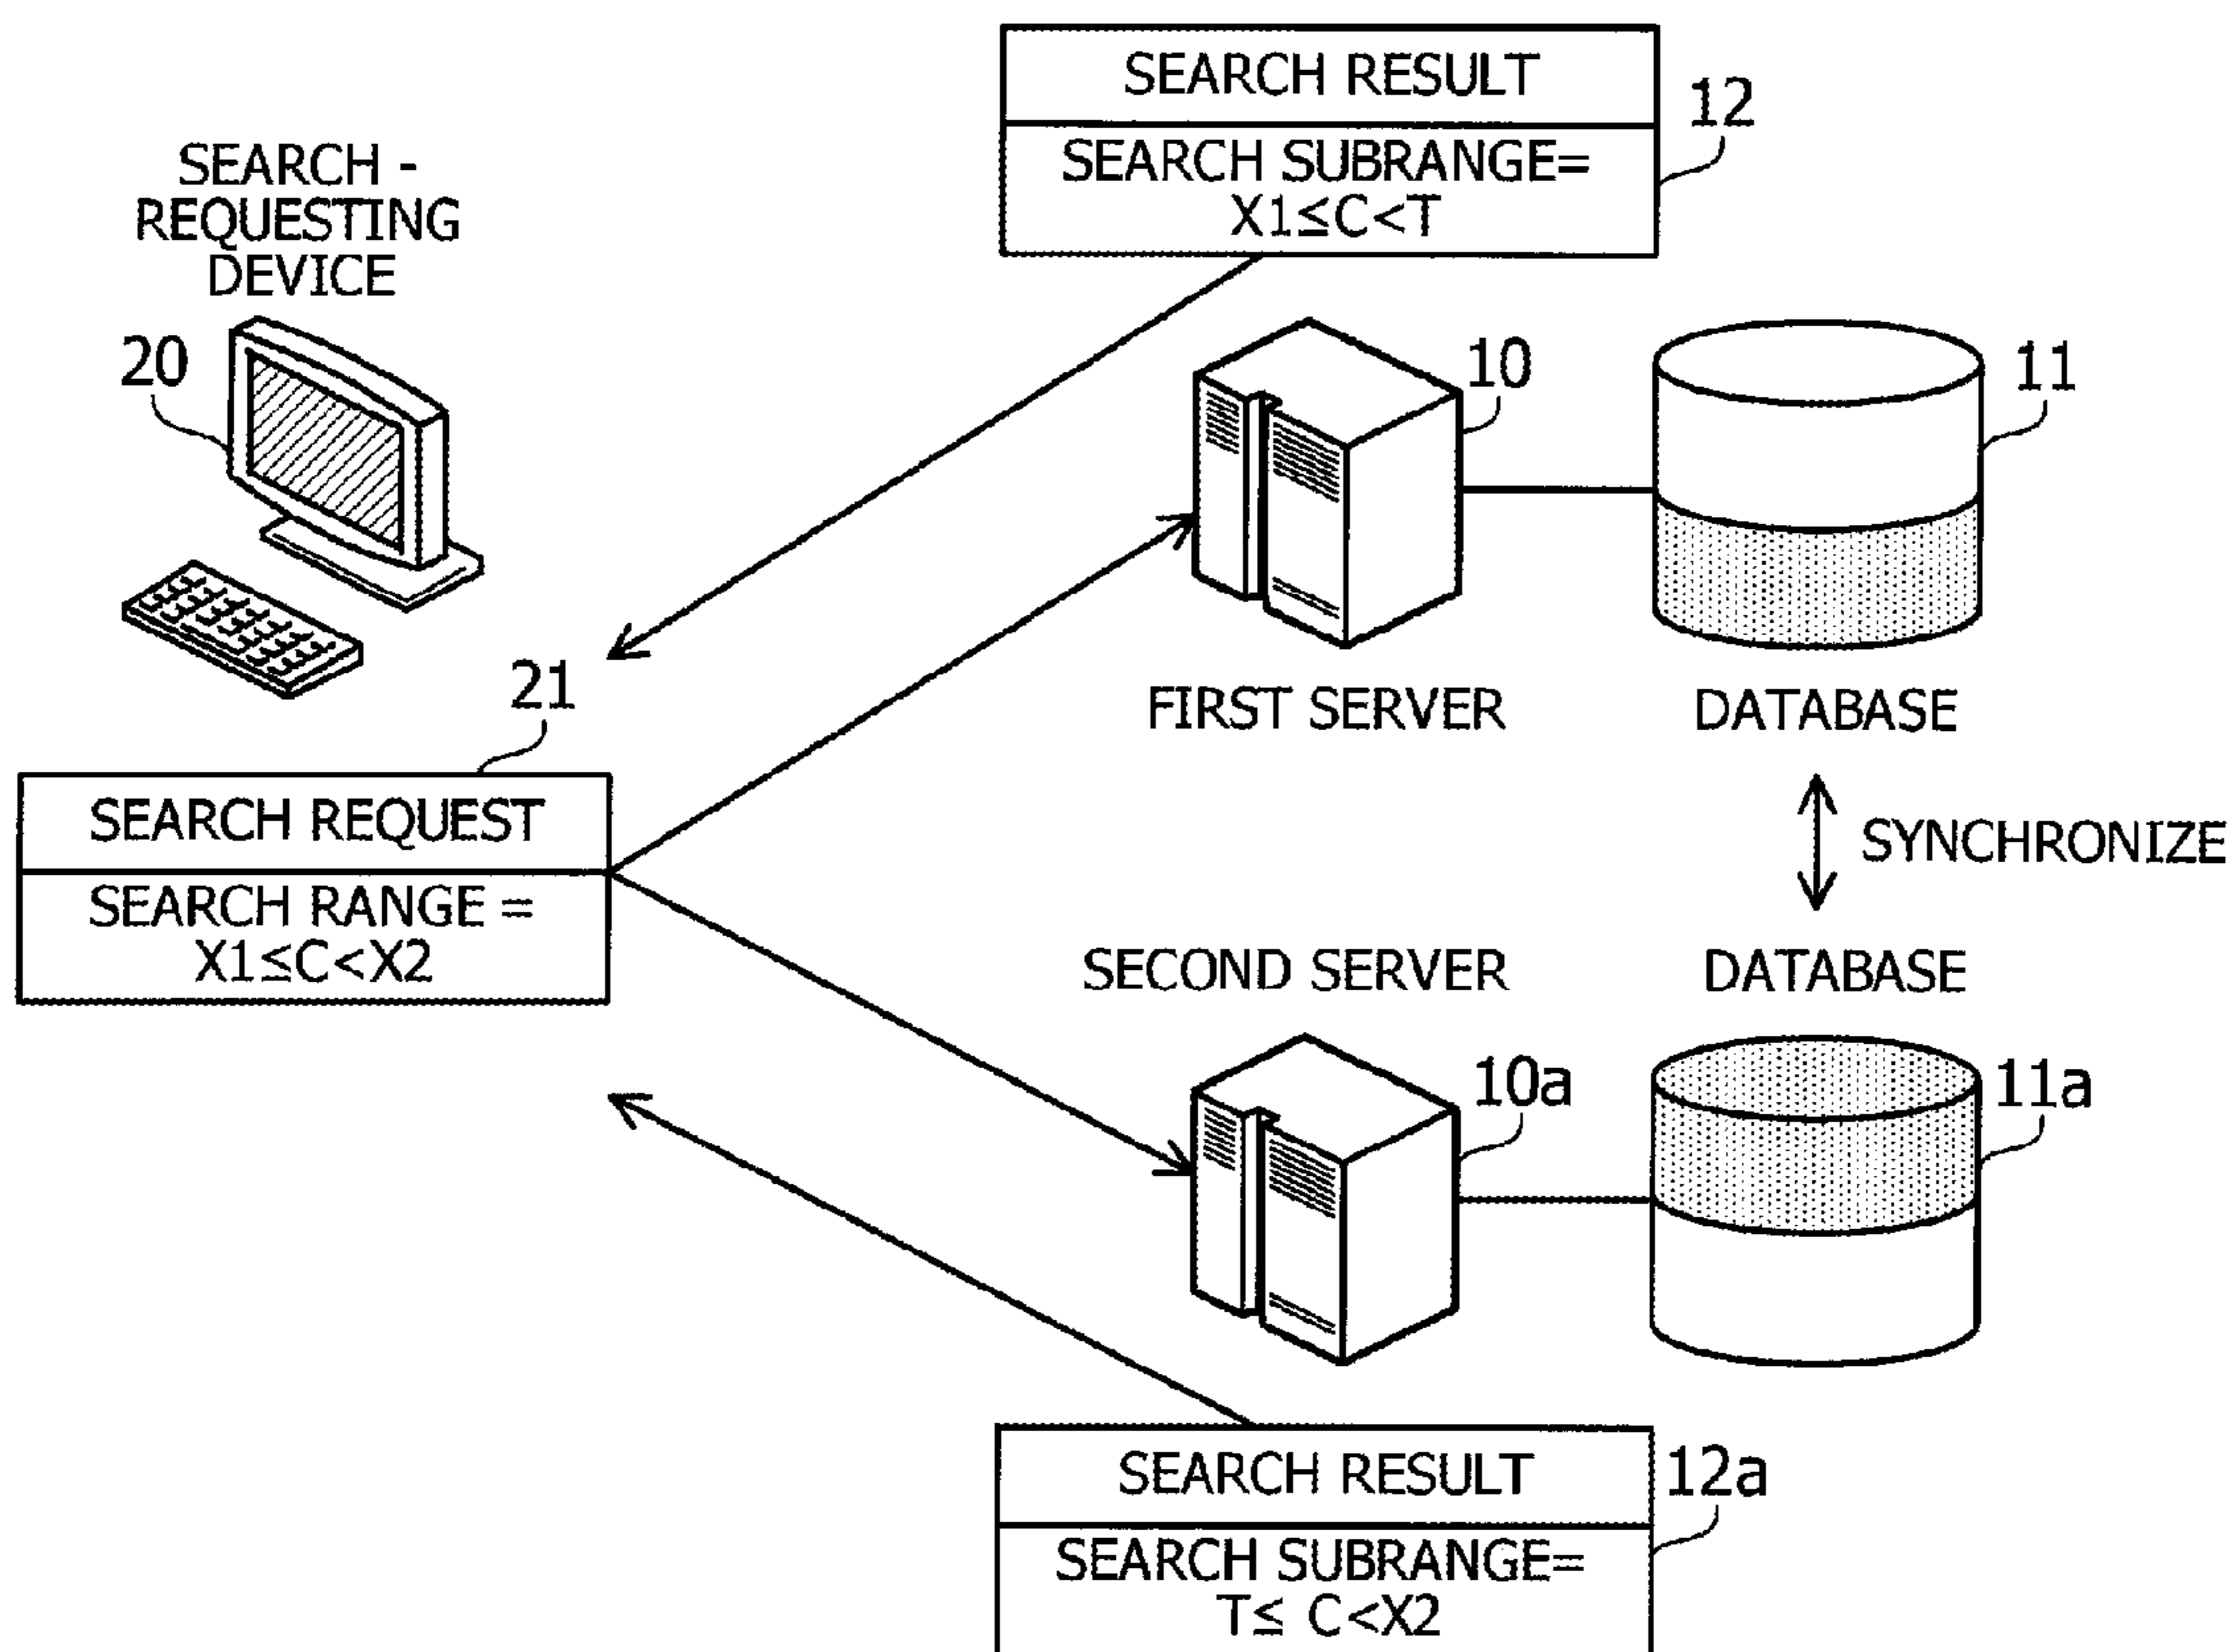 SEARCH RESULT
SEARCH SUBRANGE=
X1≤C<T
12
SEARCH -
REQUESTING
DEVICE
20
10
11
21
FIRST SERVER
DATABASE
SEARCH REQUEST
SEARCH RANGE =
X1≤C<X2
SYNCHRONIZE
SECOND SERVER
DATABASE
10a
11a
SEARCH RESULT
SEARCH SUBRANGE=
T≤ C<X2
12a